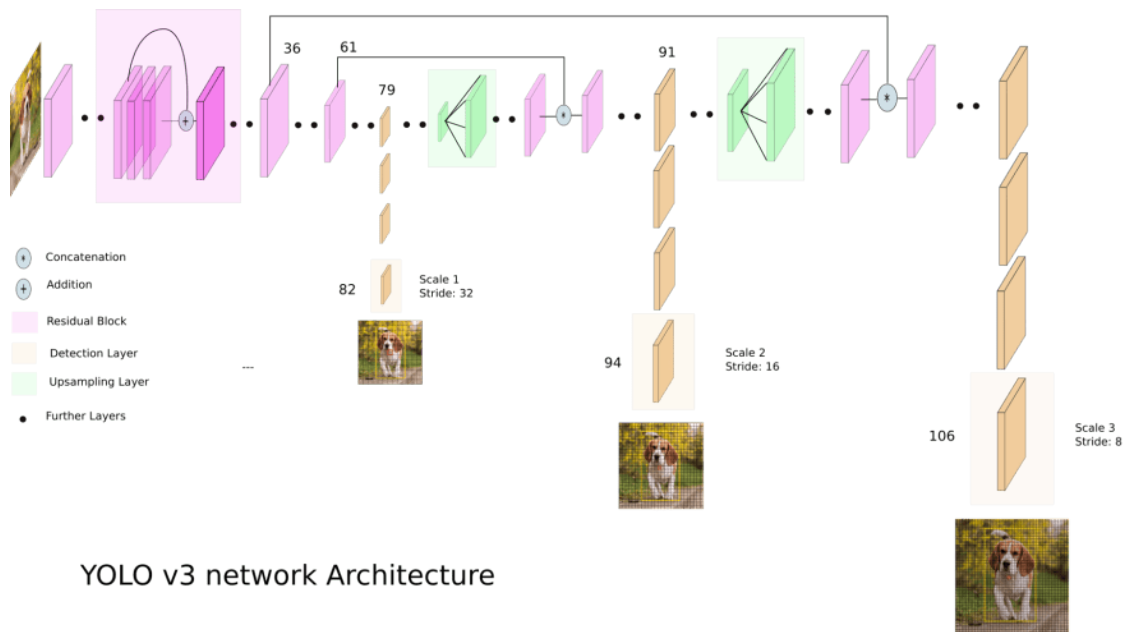 36
61
79
91
Concatenation
Addition
Residual Block
Detection Layer
Upsampling Layer
Further Layers
---
82
Scale 1
Stride: 32
94
Scale 2
Stride: 16
106
Scale 3
Stride: 8
YOLO v3 network Architecture